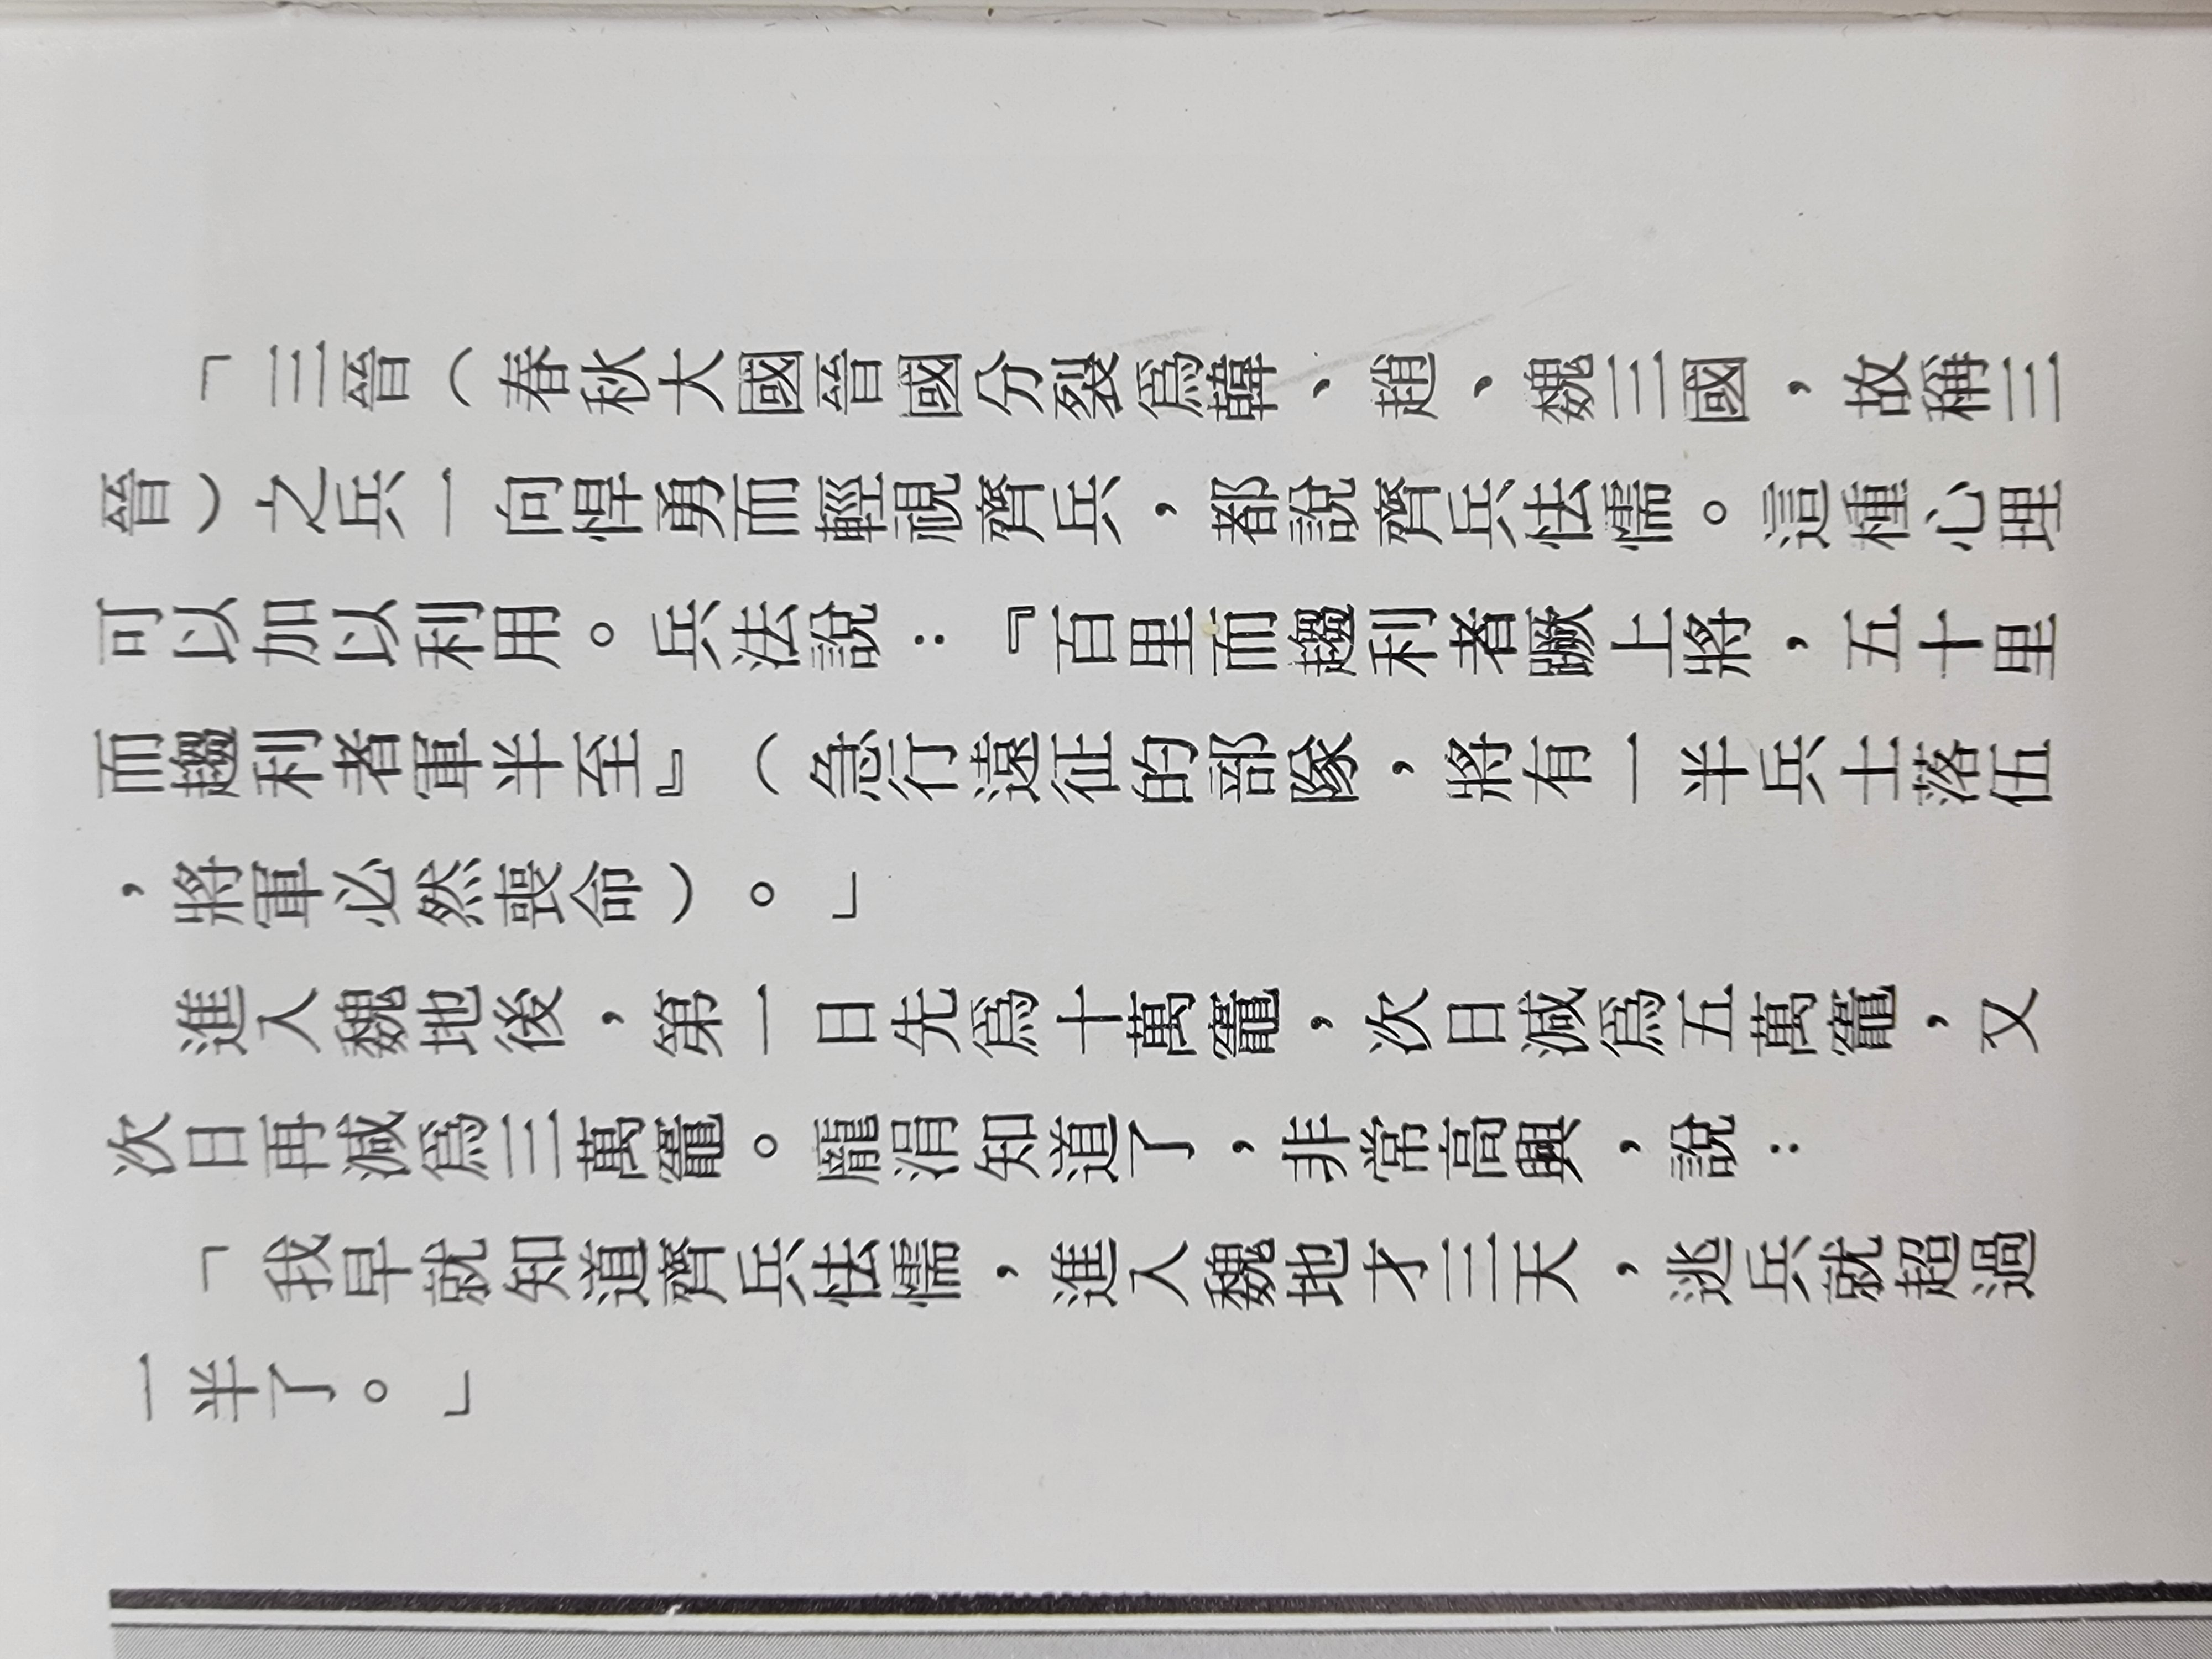 「三晉（春秋大國晉國分裂爲韓、趙、魏三國，故稱三
晉）之兵一向悍勇而輕視齊兵，都說齊兵怯懦。這種心理
可以加以利用。兵法說：『百里而趨利者蹶上將，五十里
而趨利者軍半至』（急行遠征的部隊，將有一半兵士落伍
，將軍必然喪命）。」
進入魏地後，第一日先爲十萬竈，次日減爲五萬竈，又
次日再減爲三萬竈。龐涓知道了，非常高興，說：
「我早就知道齊兵怯懦，進入魏地才三天，逃兵就超過
一半了。」